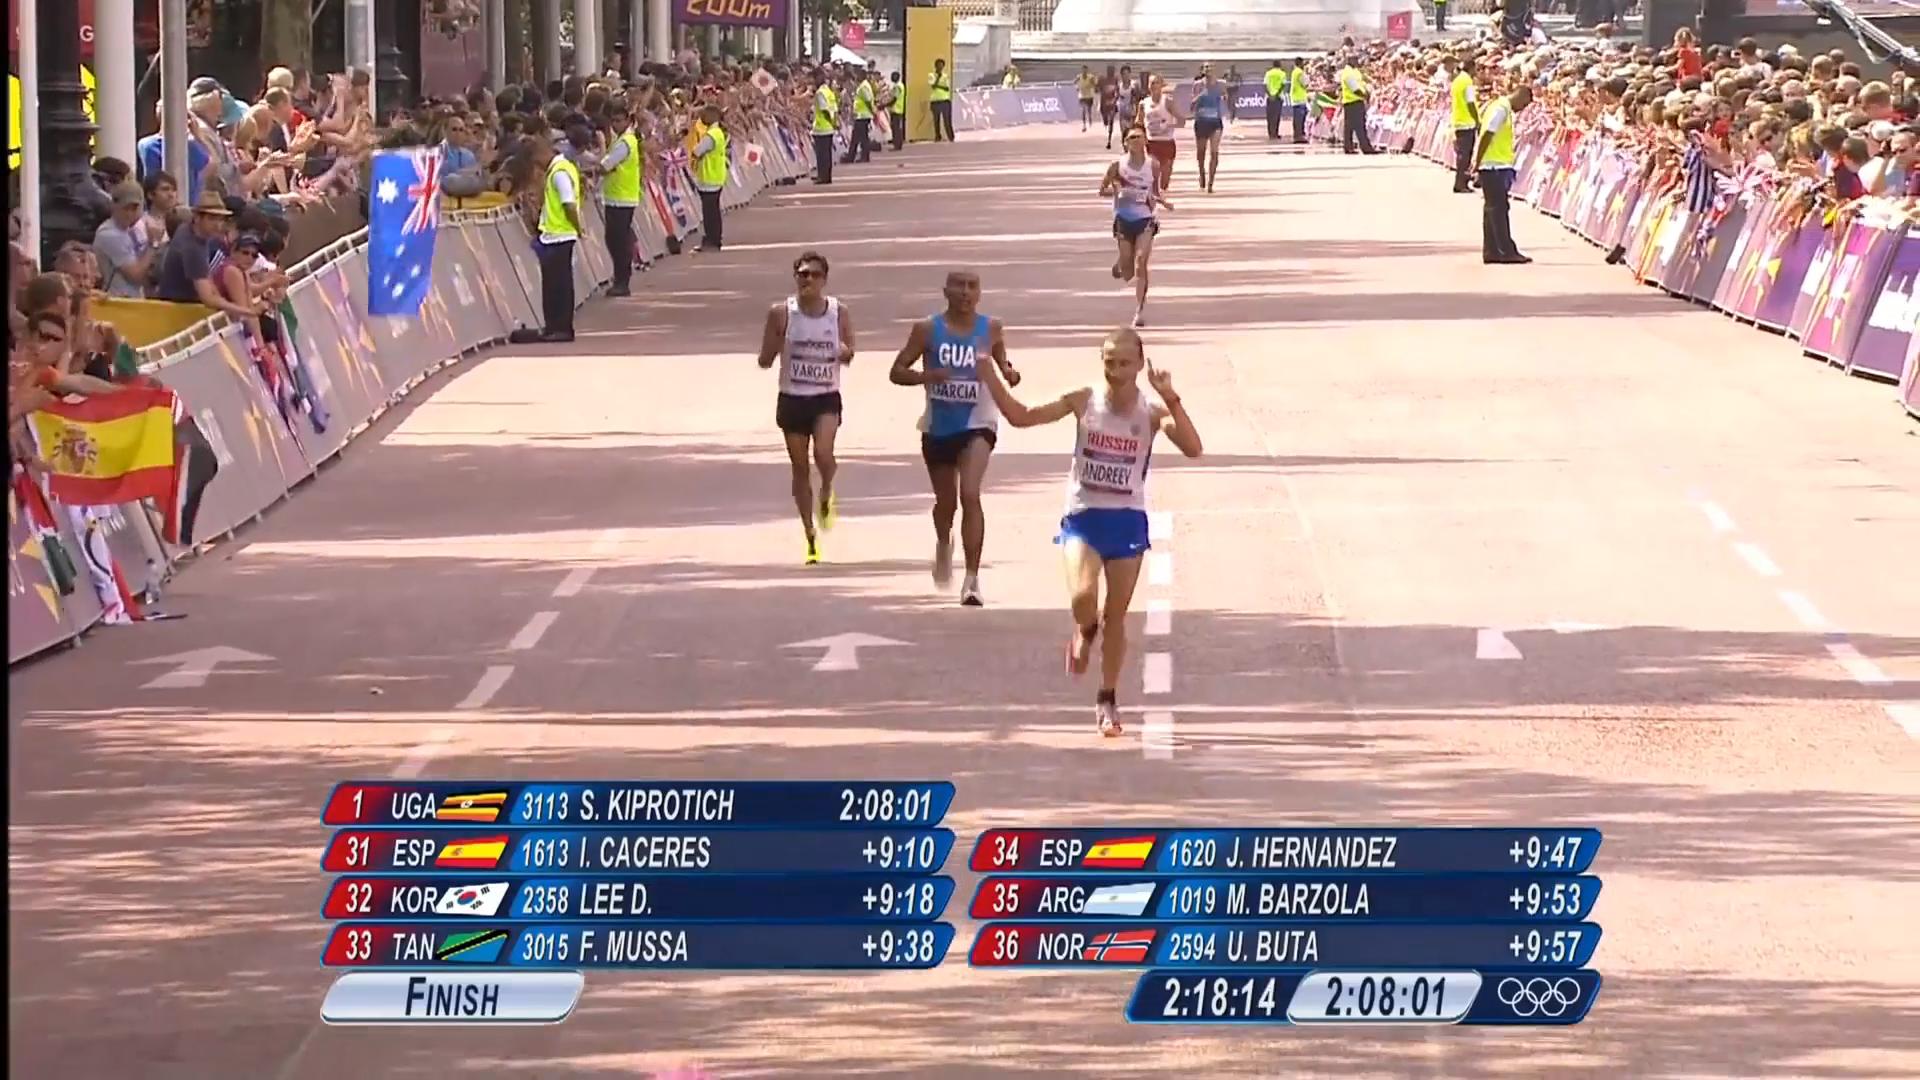 200m
London 2012
London
GUA
VARGAS
GARCIA
RUSSIA
ANDREEV
1 UGA 3113 S. KIPROTICH 2:08:01
31 ESP 1613 I. CACERES +9:10
32 KOR 2358 LEE D. +9:18
33 TAN 3015 F. MUSSA +9:38
34 ESP 1620 J. HERNANDEZ +9:47
35 ARG 1019 M. BARZOLA +9:53
36 NOR 2594 U. BUTA +9:57
FINISH
2:18:14 2:08:01